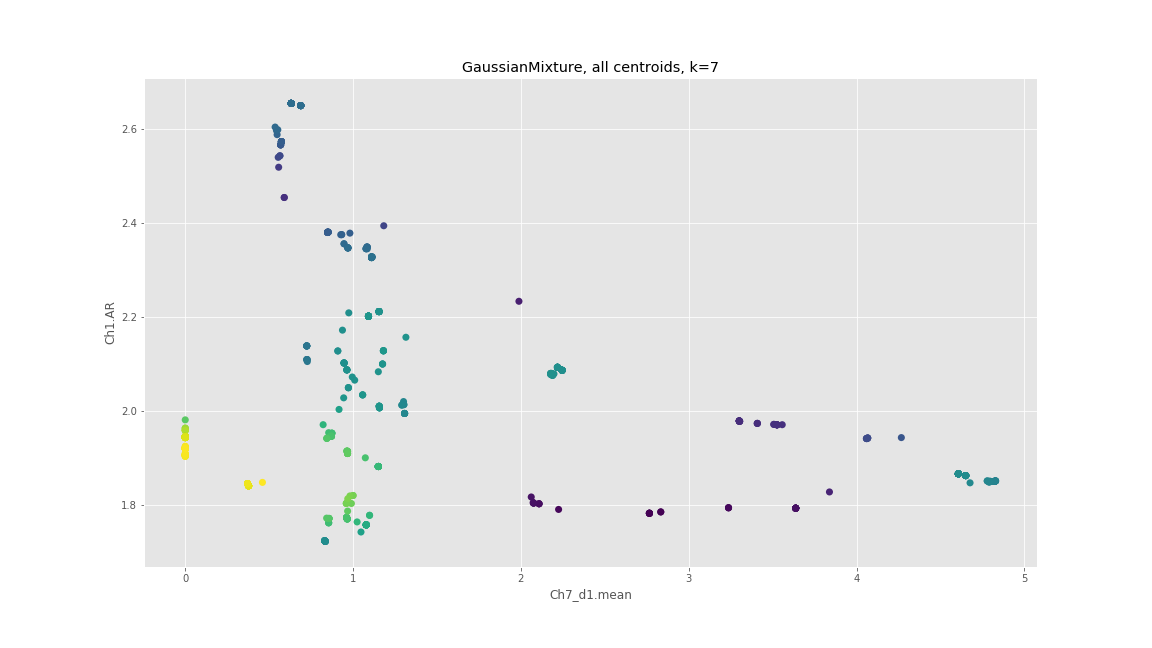 GaussianMixture, all centroids, k=7
2.6
2.4
2.2
2.0
1.8
Ch1.AR
0 1 2 3 4 5
Ch7_d1.mean